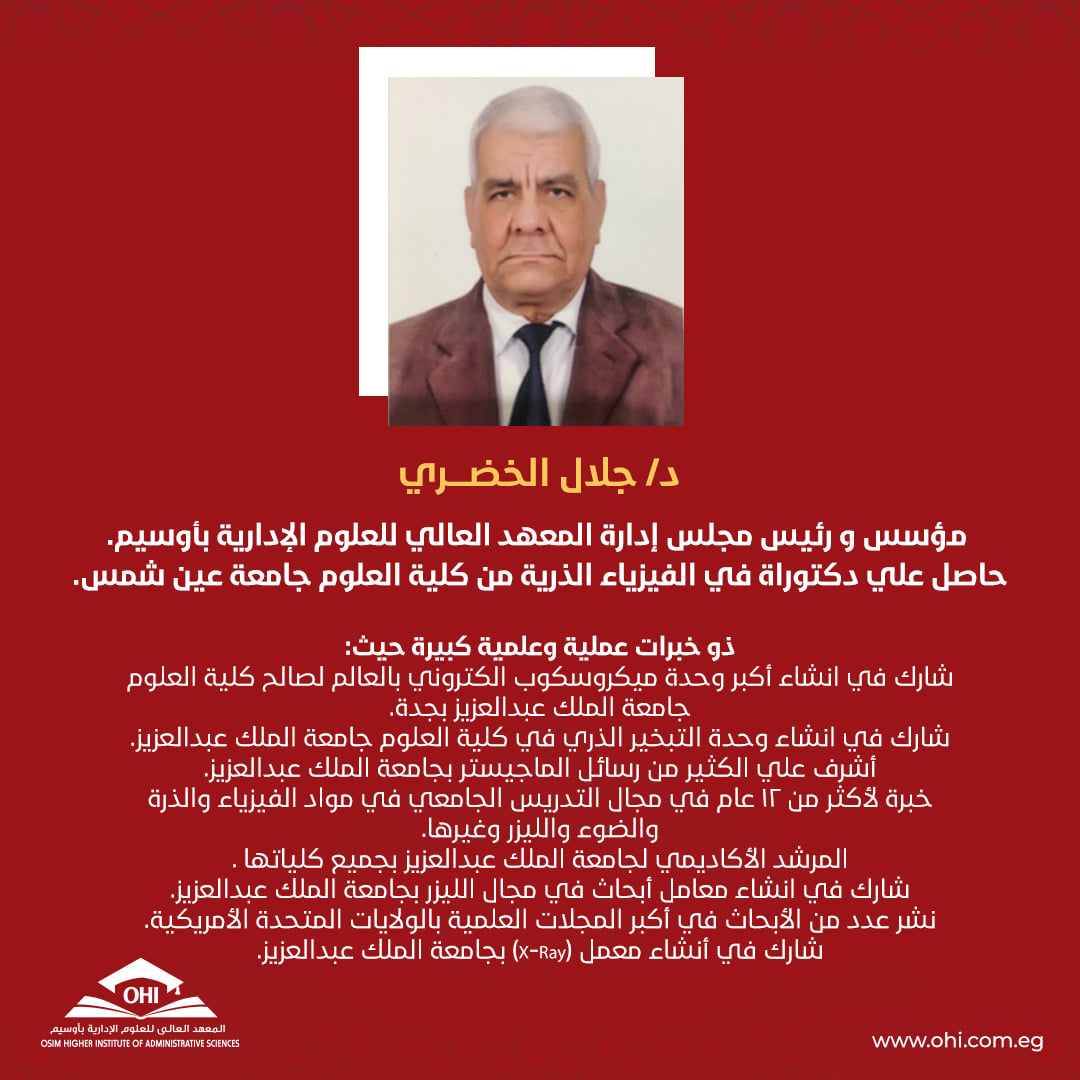 د/ جلال الخضـــري
مؤسس و رئيس مجلس إدارة المعهد العالي للعلوم الإدارية بأوسيم.
حاصل علي دكتوراة في الفيزياء الذرية من كلية العلوم جامعة عين شمس.
ذو خبرات عملية وعلمية كبيرة حيث:
شارك في انشاء أكبر وحدة ميكروسكوب الكتروني بالعالم لصالح كلية العلوم
جامعة الملك عبدالعزيز بجدة.
شارك في انشاء وحدة التبخير الذري في كلية العلوم جامعة الملك عبدالعزيز.
أشرف علي الكثير من رسائل الماجيستر بجامعة الملك عبدالعزيز.
خبرة لأكثر من ١٢ عام في مجال التدريس الجامعي في مواد الفيزياء والذرة
والضوء والليزر وغيرها.
المرشد الأكاديمي لجامعة الملك عبدالعزيز بجميع كلياتها .
شارك في انشاء معامل أبحاث في مجال الليزر بجامعة الملك عبدالعزيز.
نشر عدد من الأبحاث في أكبر المجلات العلمية بالولايات المتحدة الأمريكية.
شارك في أنشاء معمل (X-Ray) بجامعة الملك عبدالعزيز.
OHI
المعهد العالى للعلوم الإدارية بأوسيم
OSIM HIGHER INSTITUTE OF ADMINISTRATIVE SCIENCES
www.ohi.com.eg